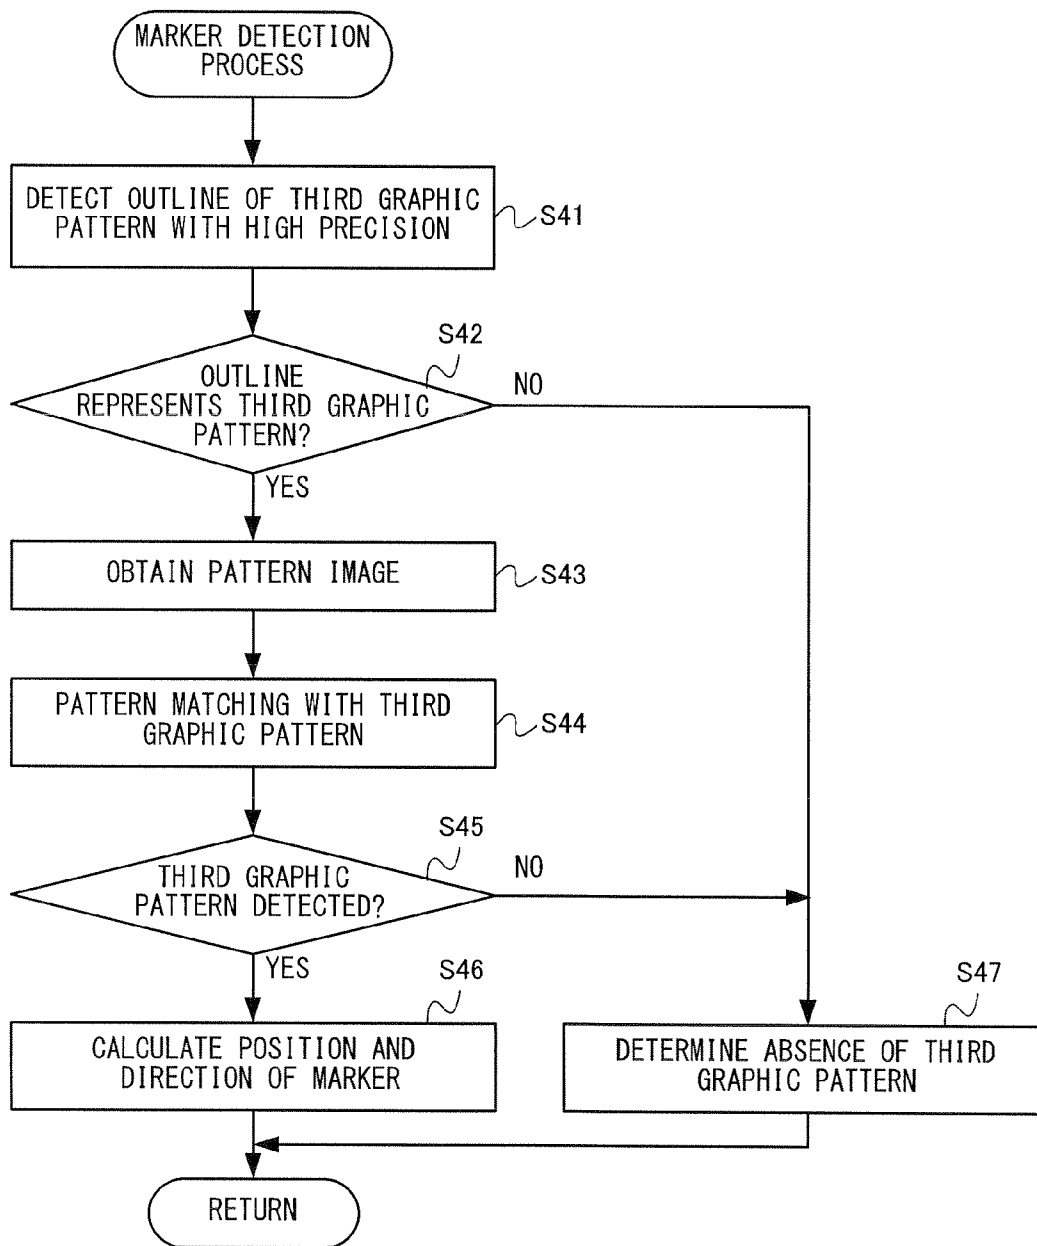 MARKER DETECTION
PROCESS
DETECT OUTLINE OF THIRD GRAPHIC
PATTERN WITH HIGH PRECISION
S41
S42
OUTLINE
REPRESENTS THIRD GRAPHIC
PATTERN?
NO
YES
OBTAIN PATTERN IMAGE
S43
PATTERN MATCHING WITH THIRD
GRAPHIC PATTERN
S44
S45
THIRD GRAPHIC
PATTERN DETECTED?
NO
YES
S46
CALCULATE POSITION AND
DIRECTION OF MARKER
S47
DETERMINE ABSENCE OF THIRD
GRAPHIC PATTERN
RETURN